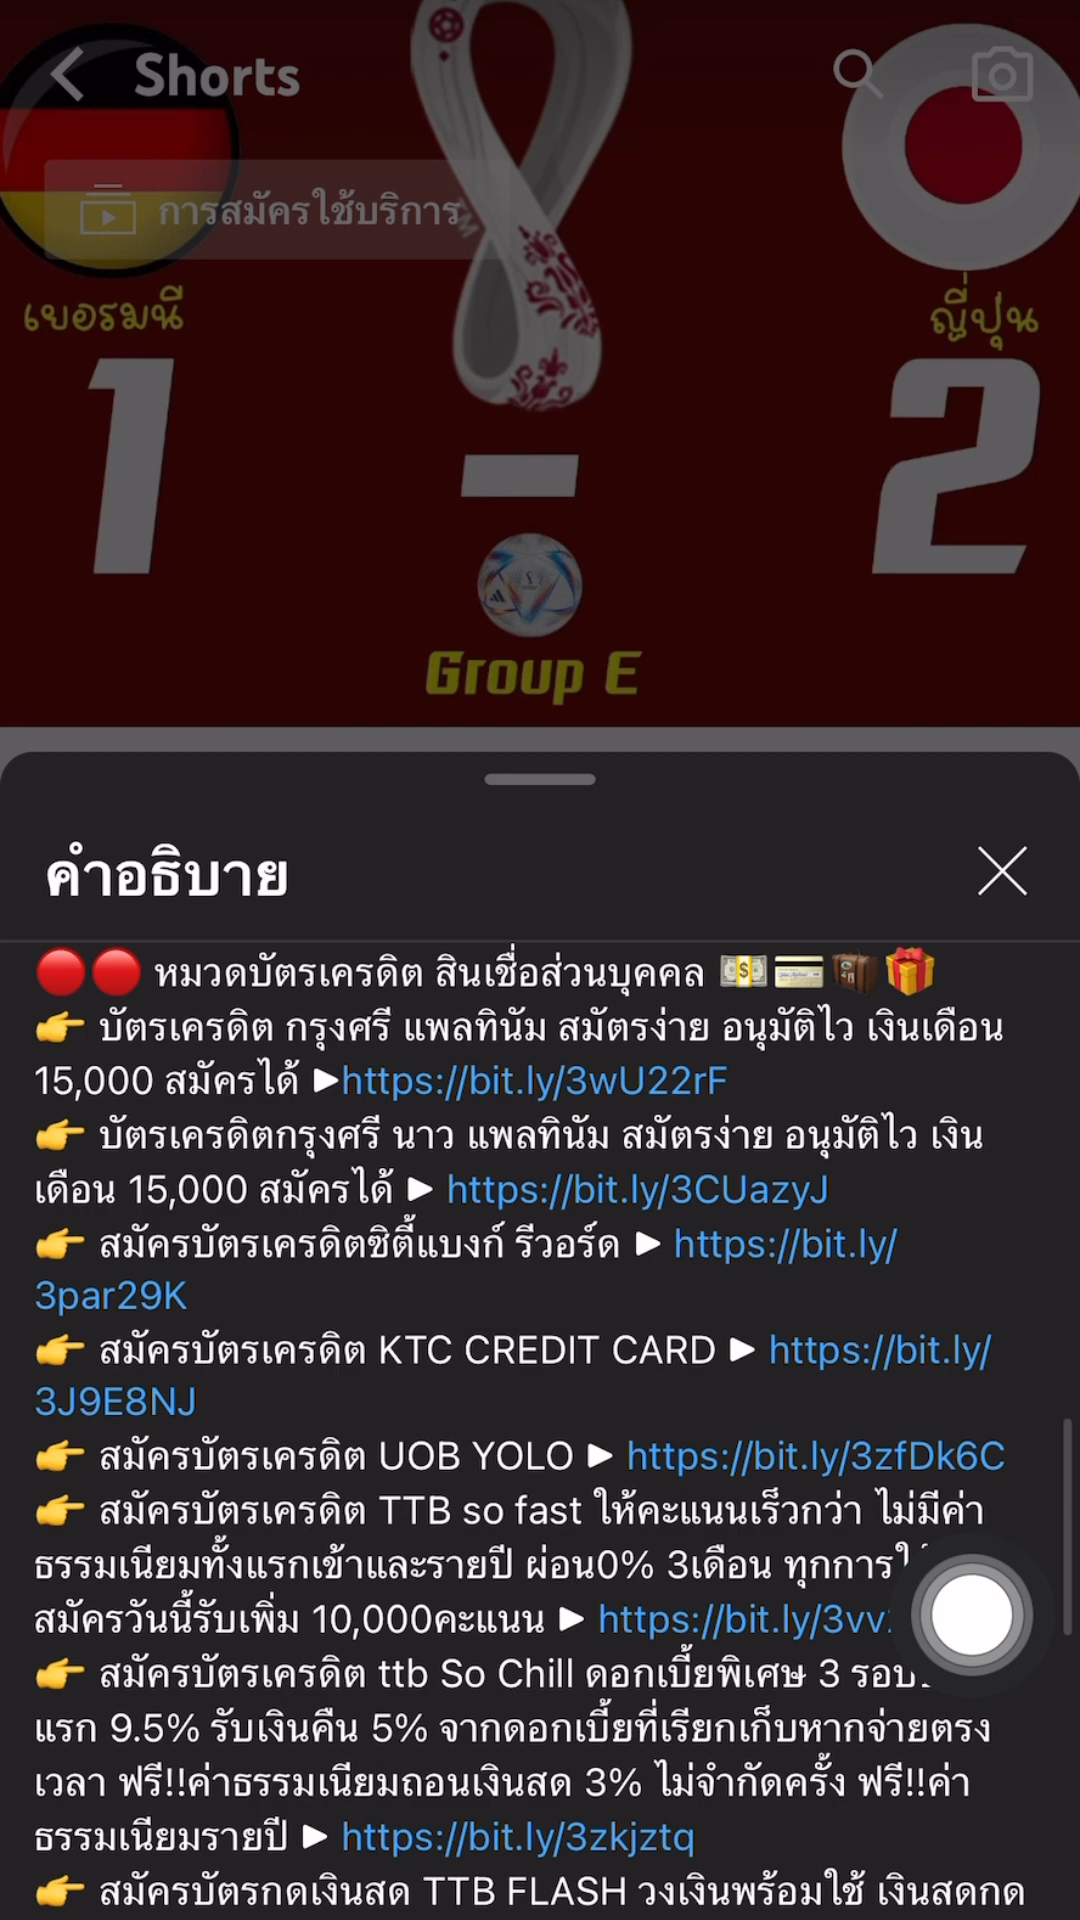 Shorts
การสมัครใช้บริการ
เยอรมนี
ญี่ปุ่น
1 - 2
Group E
คำอธิบาย
🔴🔴 หมวดบัตรเครดิต สินเชื่อส่วนบุคคล 💵💳🧳🎁
👉 บัตรเครดิต กรุงศรี แพลทินัม สมัตรง่าย อนุมัติไว เงินเดือน
15,000 สมัครได้ ▶https://bit.ly/3wU22rF
👉 บัตรเครดิตกรุงศรี นาว แพลทินัม สมัตรง่าย อนุมัติไว เงิน
เดือน 15,000 สมัครได้ ▶ https://bit.ly/3CUazyJ
👉 สมัครบัตรเครดิตซิตี้แบงก์ รีวอร์ด ▶ https://bit.ly/
3par29K
👉 สมัครบัตรเครดิต KTC CREDIT CARD ▶ https://bit.ly/
3J9E8NJ
👉 สมัครบัตรเครดิต UOB YOLO ▶ https://bit.ly/3zfDk6C
👉 สมัครบัตรเครดิต TTB so fast ให้คะแนนเร็วกว่า ไม่มีค่า
ธรรมเนียมทั้งแรกเข้าและรายปี ผ่อน0% 3เดือน
สมัครวันนี้รับเพิ่ม 10,000คะแนน ▶ https://bit.ly/3vv
👉 สมัครบัตรเครดิต ttb So Chill ดอกเบี้ยพิเศษ 3 รอบ
แรก 9.5% รับเงินคืน 5% จากดอกเบี้ยที่เรียกเก็บหากจ่ายตรง
เวลา ฟรี!!ค่าธรรมเนียมถอนเงินสด 3% ไม่จำกัดครั้ง ฟรี!!ค่า
ธรรมเนียมรายปี ▶ https://bit.ly/3zkjztq
👉 สมัครบัตรกดเงินสด TTB FLASH วงเงินพร้อมใช้ เงินสดกด